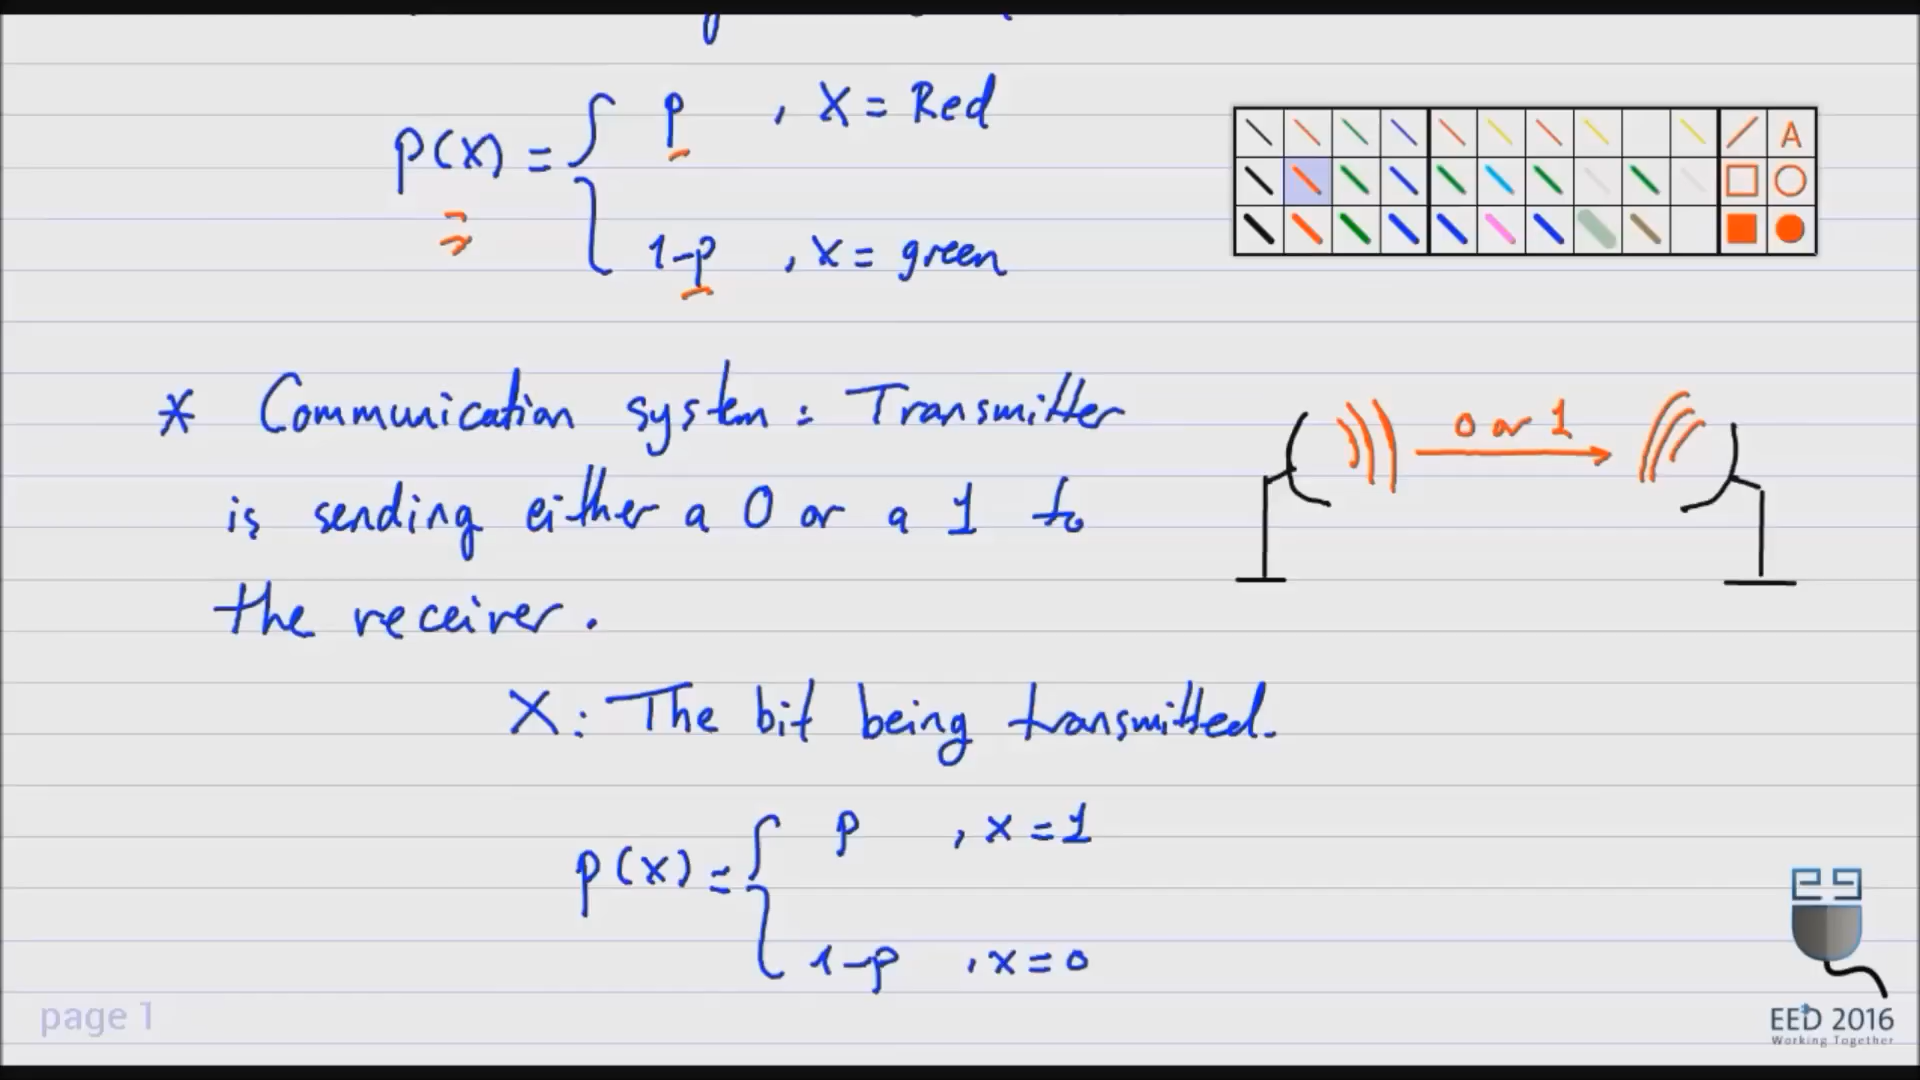 p(x) = { p , X = Red
1-p , X = green
* Communication system : Transmitter
is sending either a 0 or a 1 to
the receiver.
0 or 1
X : The bit being transmitted.
p(x) = { p , x = 1
1-p , x = 0
A
page 1
EED 2016
Working Together